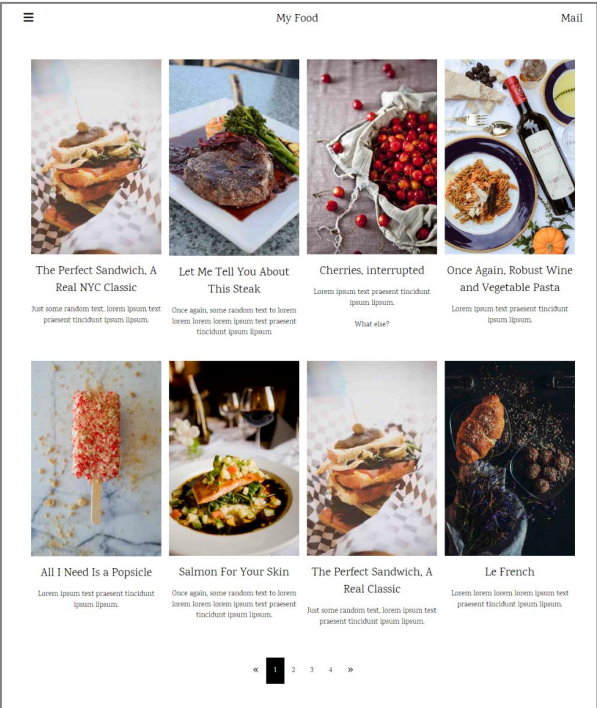 ☰ My Food Mail
The Perfect Sandwich, A
Real NYC Classic
Just some random text, lorem ipsum text
praesent tincidunt ipsum lipsum.
Let Me Tell You About
This Steak
Once again, some random text to lorem
lorem lorem lorem ipsum text praesent
tincidunt ipsum lipsum
Cherries, interrupted
Lorem ipsum text praesent tincidunt
ipsum lipsum.
What else?
Once Again, Robust Wine
and Vegetable Pasta
Lorem ipsum text praesent tincidunt
ipsum lipsum.
All I Need Is a Popsicle
Lorem ipsum text praesent tincidunt
ipsum lipsum.
Salmon For Your Skin
Once again, some random text to lorem
lorem lorem lorem ipsum text praesent
tincidunt ipsum lipsum.
The Perfect Sandwich, A
Real Classic
Just some random text, lorem ipsum text
praesent tincidunt ipsum lipsum.
Le French
Lorem lorem lorem lorem ipsum text
praesent tincidunt ipsum lipsum.
« 1 2 3 4 »